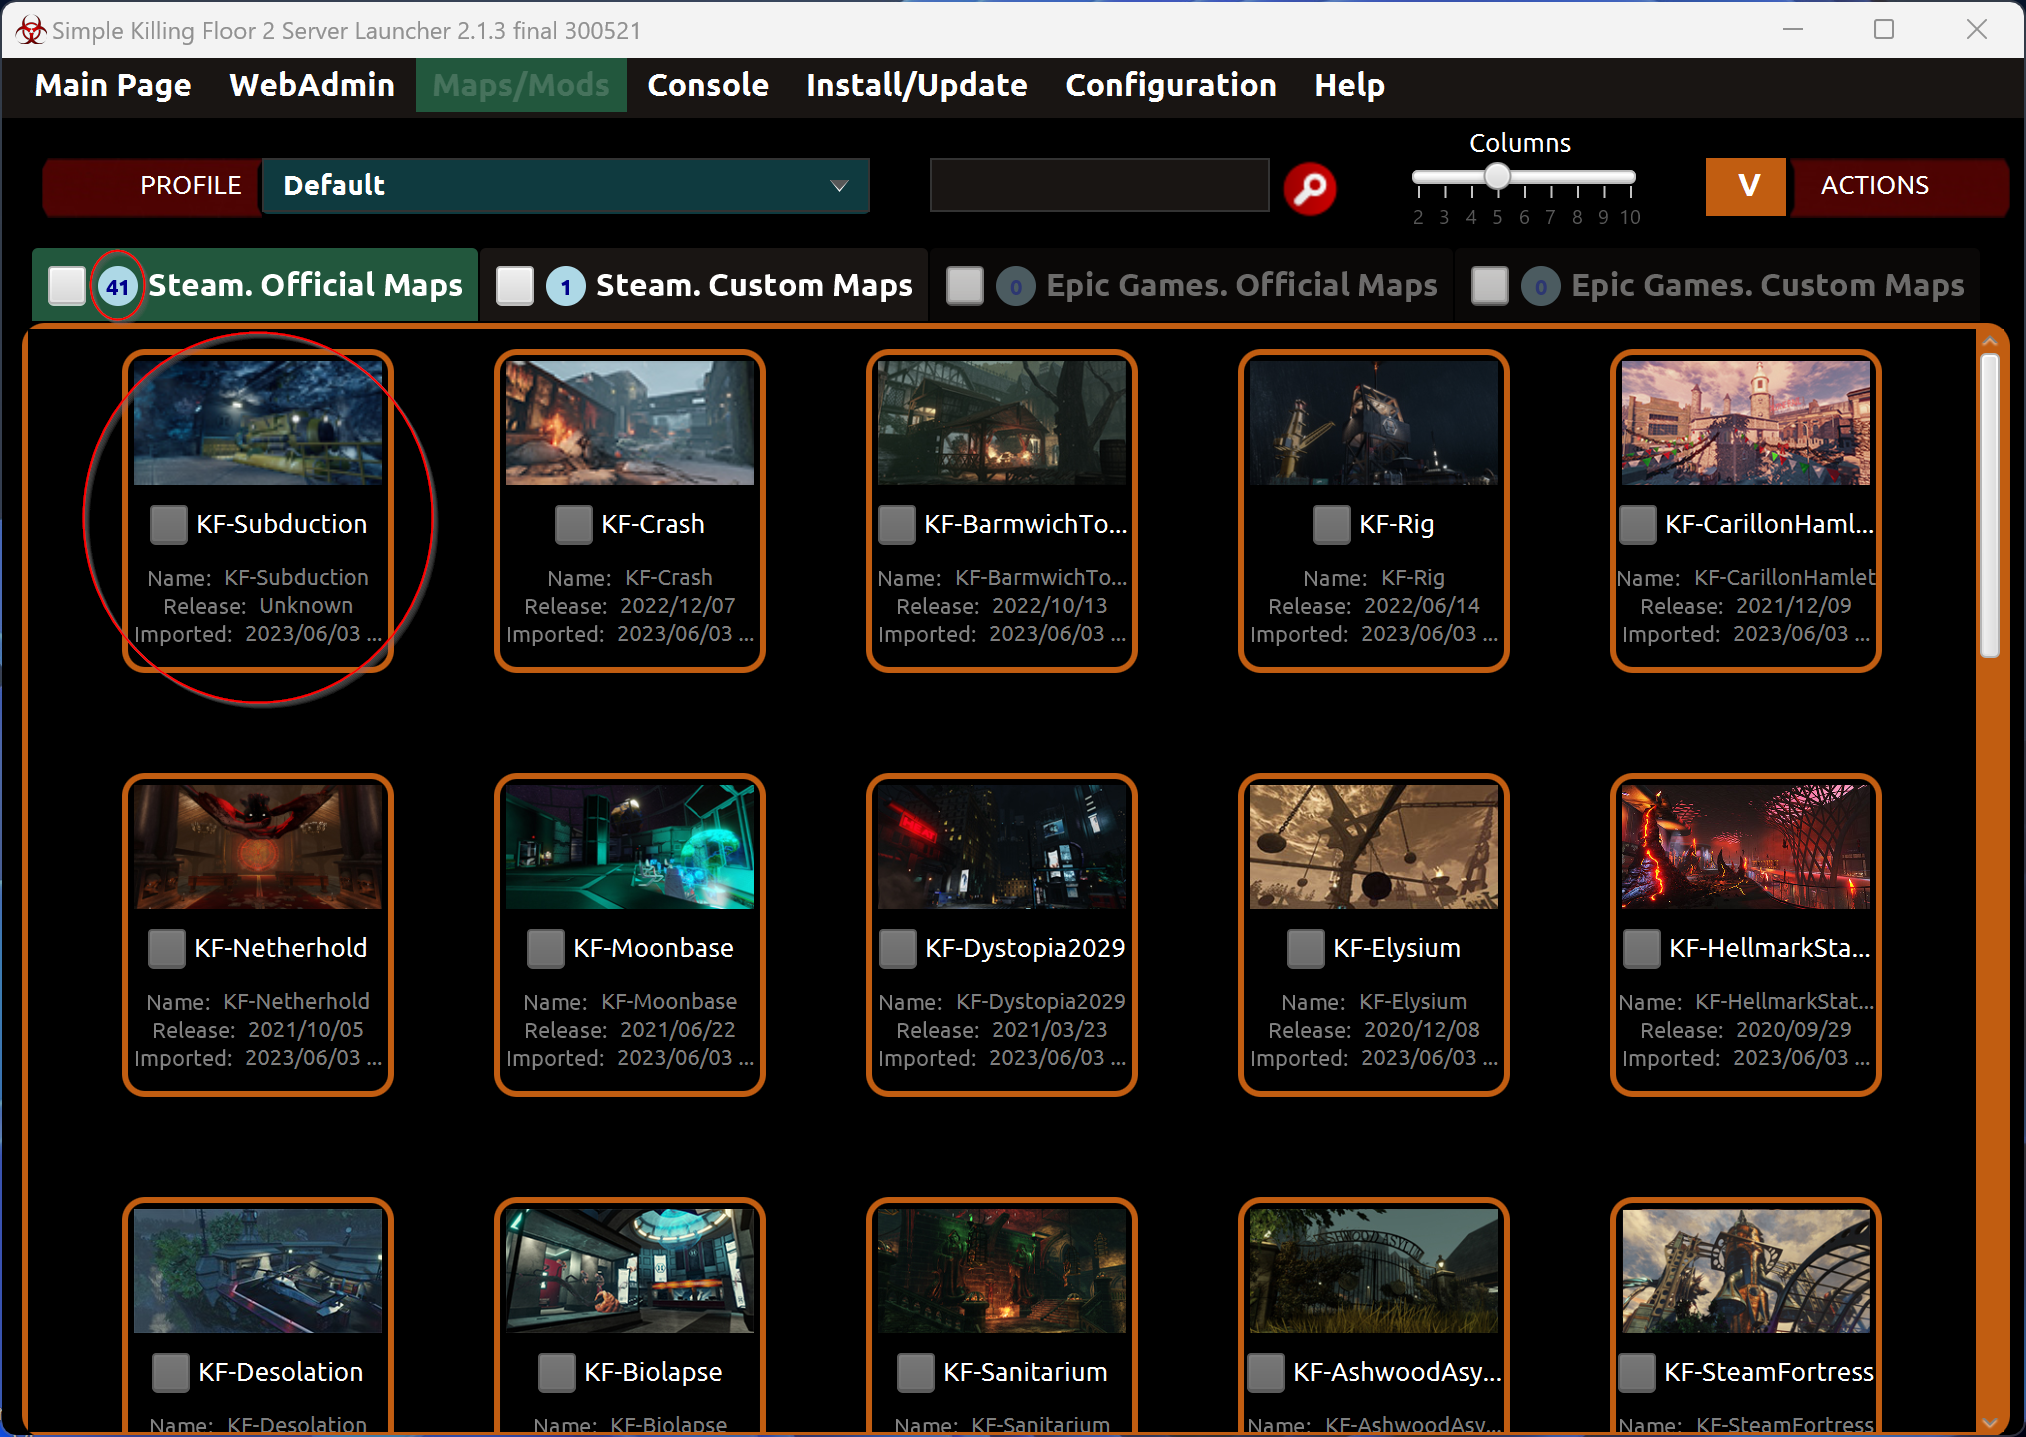 Simple Killing Floor 2 Server Launcher 2.1.3 final 300521
Main Page WebAdmin Maps/Mods Console Install/Update Configuration Help
Columns
PROFILE Default V ACTIONS
2 3 4 5 6 7 8 9 10
41 Steam. Official Maps 1 Steam. Custom Maps 0 Epic Games. Official Maps 0 Epic Games. Custom Maps
KF-Subduction KF-Crash KF-BarmwichTo... KF-Rig KF-CarillonHaml...
Name: KF-Subduction Name: KF-Crash Name: KF-BarmwichTo... Name: KF-Rig Name: KF-CarillonHamlet
Release: Unknown Release: 2022/12/07 Release: 2022/10/13 Release: 2022/06/14 Release: 2021/12/09
Imported: 2023/06/03 ... Imported: 2023/06/03 ... Imported: 2023/06/03 ... Imported: 2023/06/03 ... Imported: 2023/06/03 ...
KF-Netherhold KF-Moonbase KF-Dystopia2029 KF-Elysium KF-HellmarkSta...
Name: KF-Netherhold Name: KF-Moonbase Name: KF-Dystopia2029 Name: KF-Elysium Name: KF-HellmarkStat...
Release: 2021/10/05 Release: 2021/06/22 Release: 2021/03/23 Release: 2020/12/08 Release: 2020/09/29
Imported: 2023/06/03 ... Imported: 2023/06/03 ... Imported: 2023/06/03 ... Imported: 2023/06/03 ... Imported: 2023/06/03 ...
KF-Desolation KF-Biolapse KF-Sanitarium KF-AshwoodAsy... KF-SteamFortress
Name: KF-Desolation Name: KF-Biolapse Name: KF-Sanitarium Name: KF-AshwoodAsy... Name: KF-SteamFortress